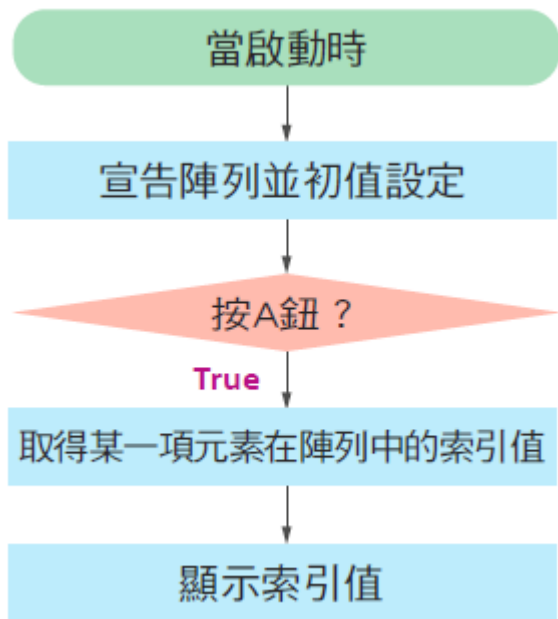 當啟動時
宣告陣列並初值設定
按A鈕？
True
取得某一項元素在陣列中的索引值
顯示索引值